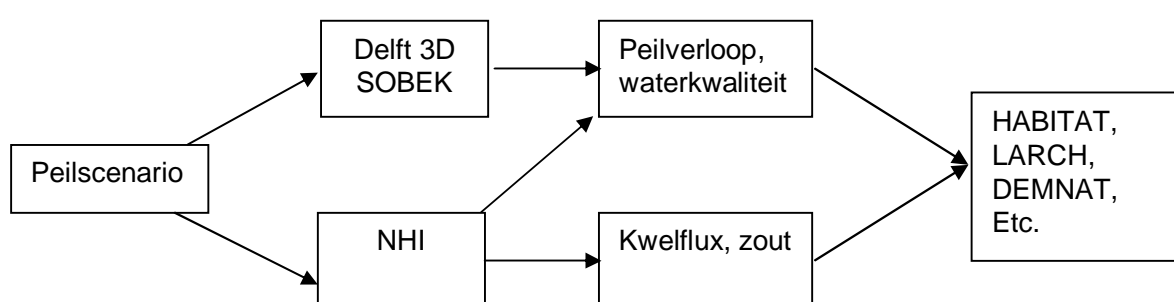 Peilscenario
Delft 3D
SOBEK
Peilverloop,
waterkwaliteit
NHI
Kwelflux, zout
HABITAT,
LARCH,
DEMNAT,
Etc.